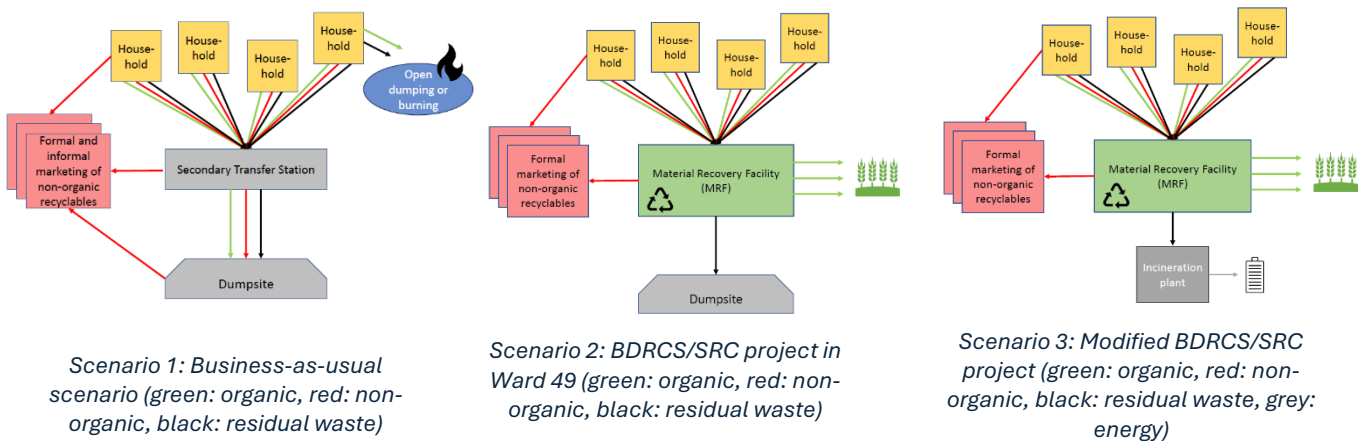 House-
hold
House-
hold
House-
hold
House-
hold
Open
dumping or
burning
Formal and
informal
marketing of
non-organic
recyclables
Secondary Transfer Station
Dumpsite
Scenario 1: Business-as-usual
scenario (green: organic, red: non-
organic, black: residual waste)
House-
hold
House-
hold
House-
hold
House-
hold
Formal
marketing of
non-organic
recyclables
Material Recovery Facility
(MRF)
Dumpsite
Scenario 2: BDRCS/SRC project in
Ward 49 (green: organic, red: non-
organic, black: residual waste)
House-
hold
House-
hold
House-
hold
House-
hold
Formal
marketing of
non-organic
recyclables
Material Recovery Facility
(MRF)
Incineration
plant
Scenario 3: Modified BDRCS/SRC
project (green: organic, red: non-
organic, black: residual waste, grey:
energy)